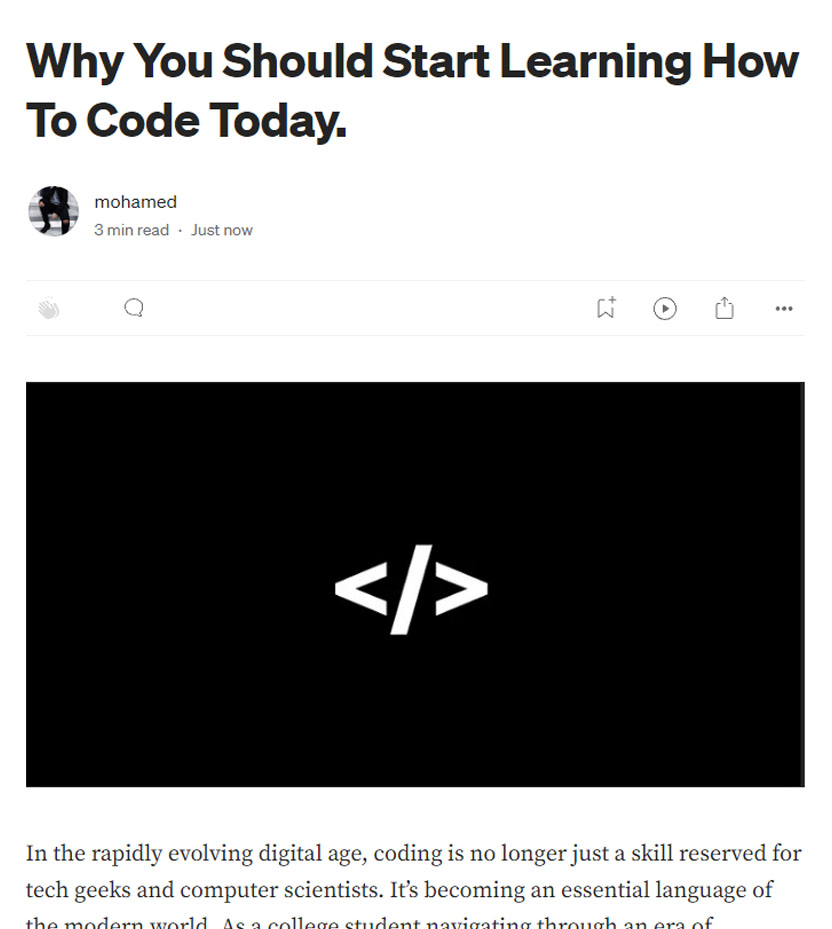 Why You Should Start Learning How
To Code Today.
mohamed
3 min read · Just now
</>
In the rapidly evolving digital age, coding is no longer just a skill reserved for
tech geeks and computer scientists. It’s becoming an essential language of
the modern world. As a college student navigating through an era of